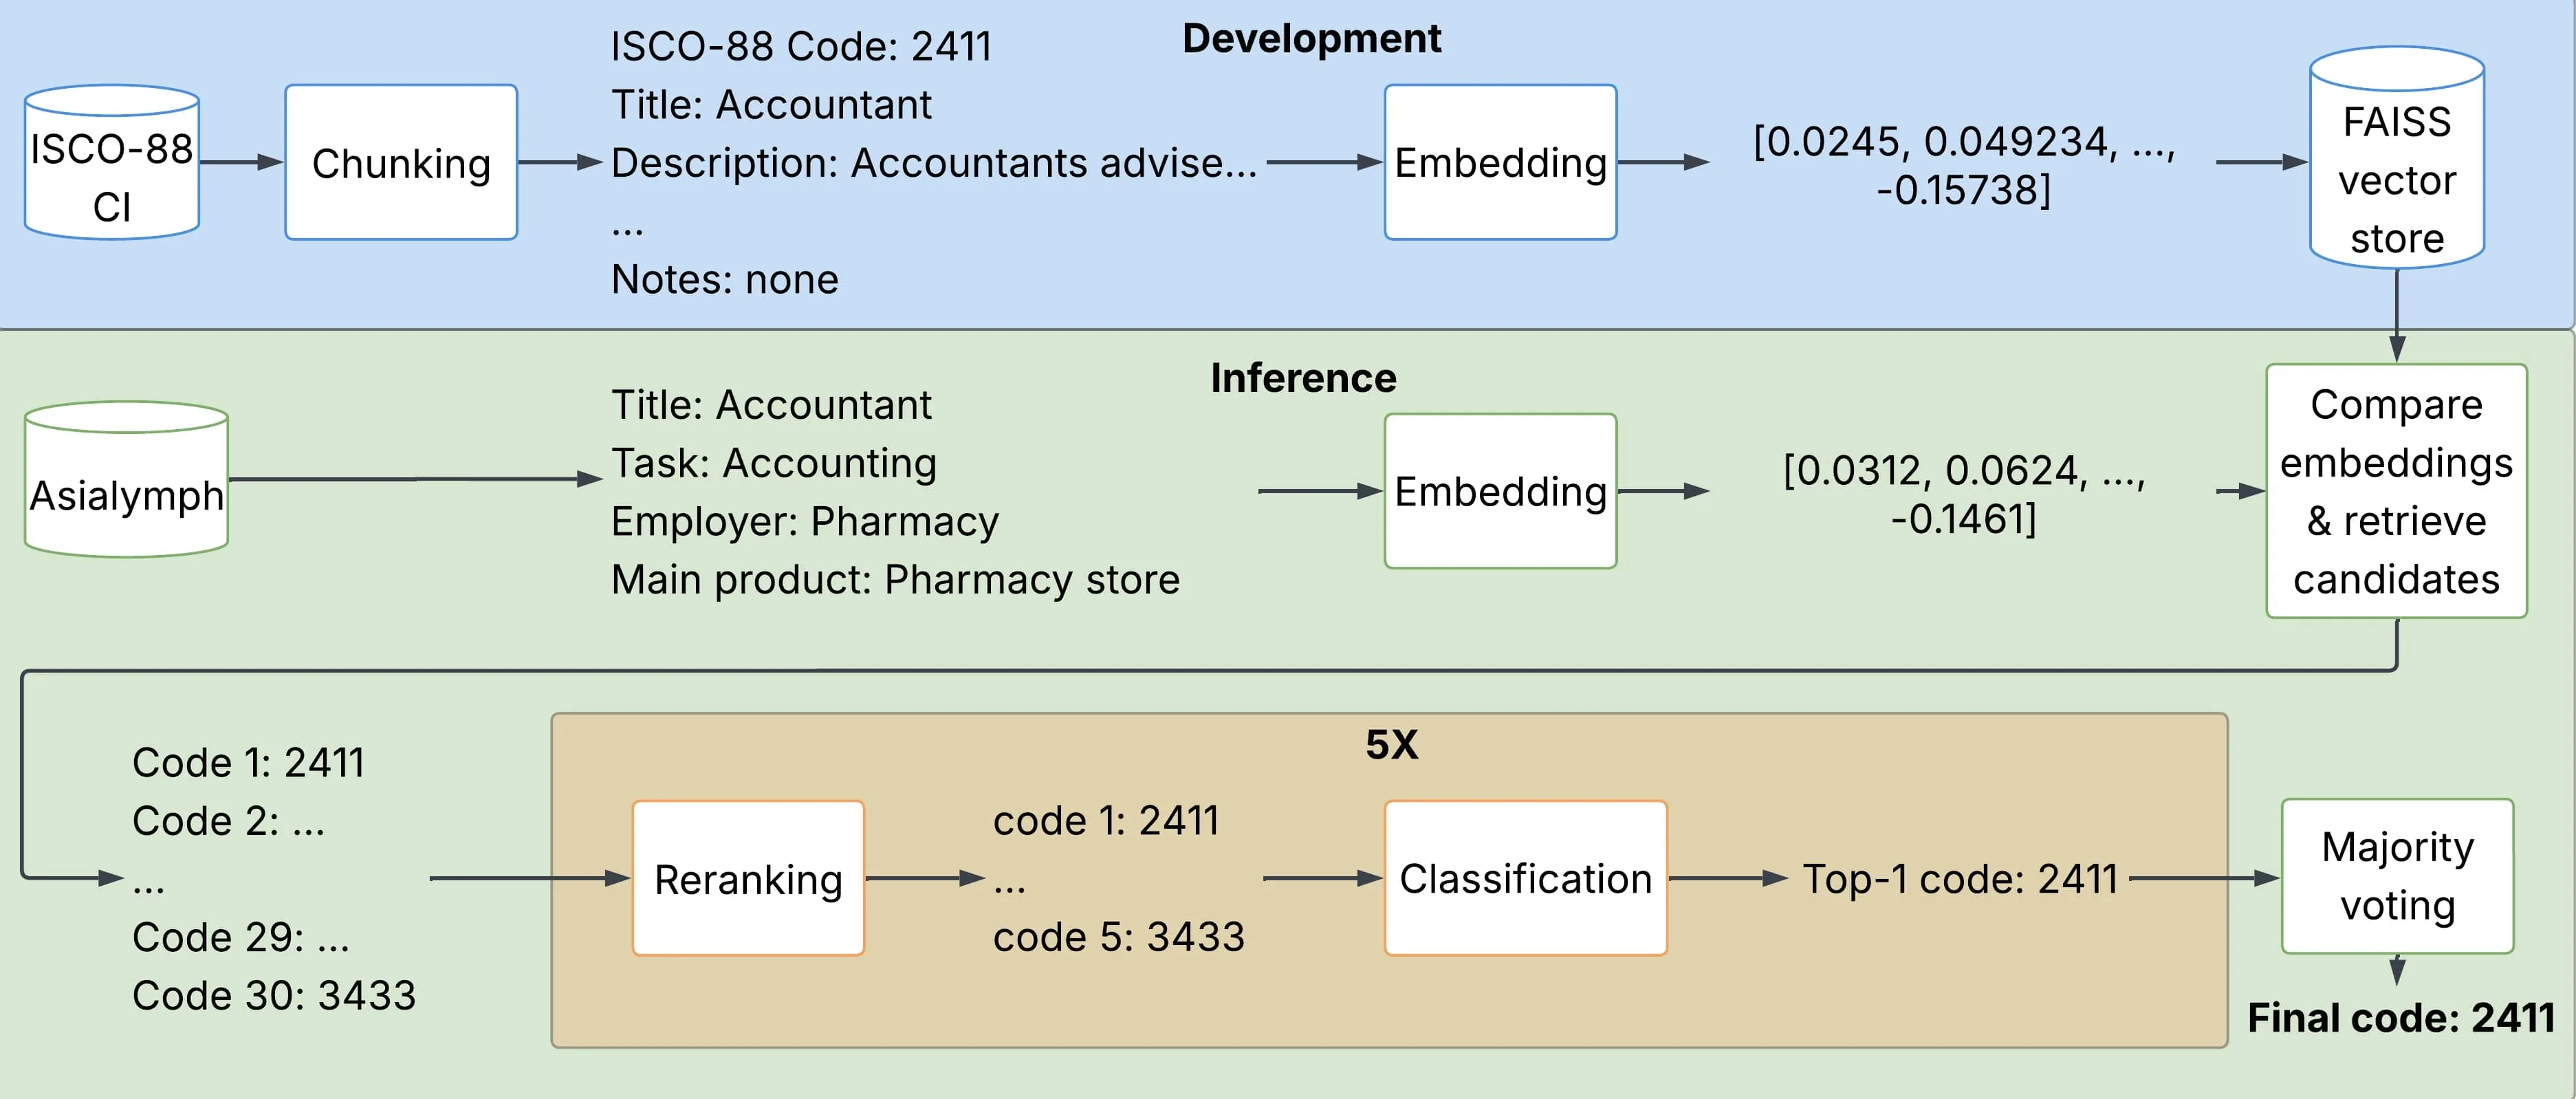 Development
ISCO-88
CI
Chunking
ISCO-88 Code: 2411
Title: Accountant
Description: Accountants advise...
...
Notes: none
Embedding
[0.0245, 0.049234, ...,
-0.15738]
FAISS
vector
store
Inference
Asialymph
Title: Accountant
Task: Accounting
Employer: Pharmacy
Main product: Pharmacy store
Embedding
[0.0312, 0.0624, ...,
-0.1461]
Compare
embeddings
& retrieve
candidates
Code 1: 2411
Code 2: ...
...
Code 29: ...
Code 30: 3433
5X
Reranking
code 1: 2411
...
code 5: 3433
Classification
Top-1 code: 2411
Majority
voting
Final code: 2411